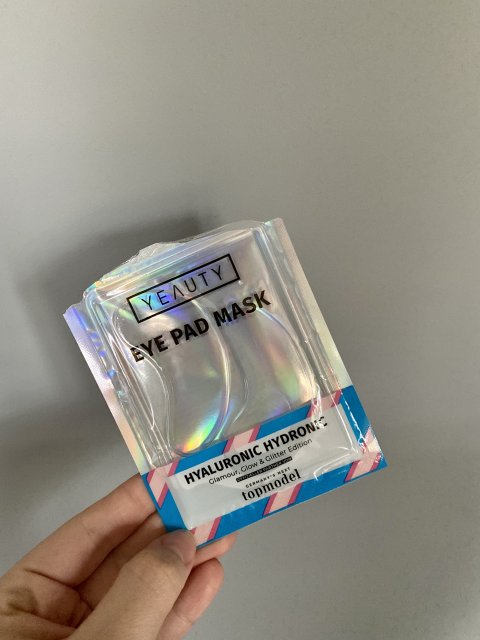 YEAUTY
EYE PAD MASK
HYALURONIC HYDRONIC
Glamour, Glow & Glitter Edition
GERMANY'S NEXT
topmodel